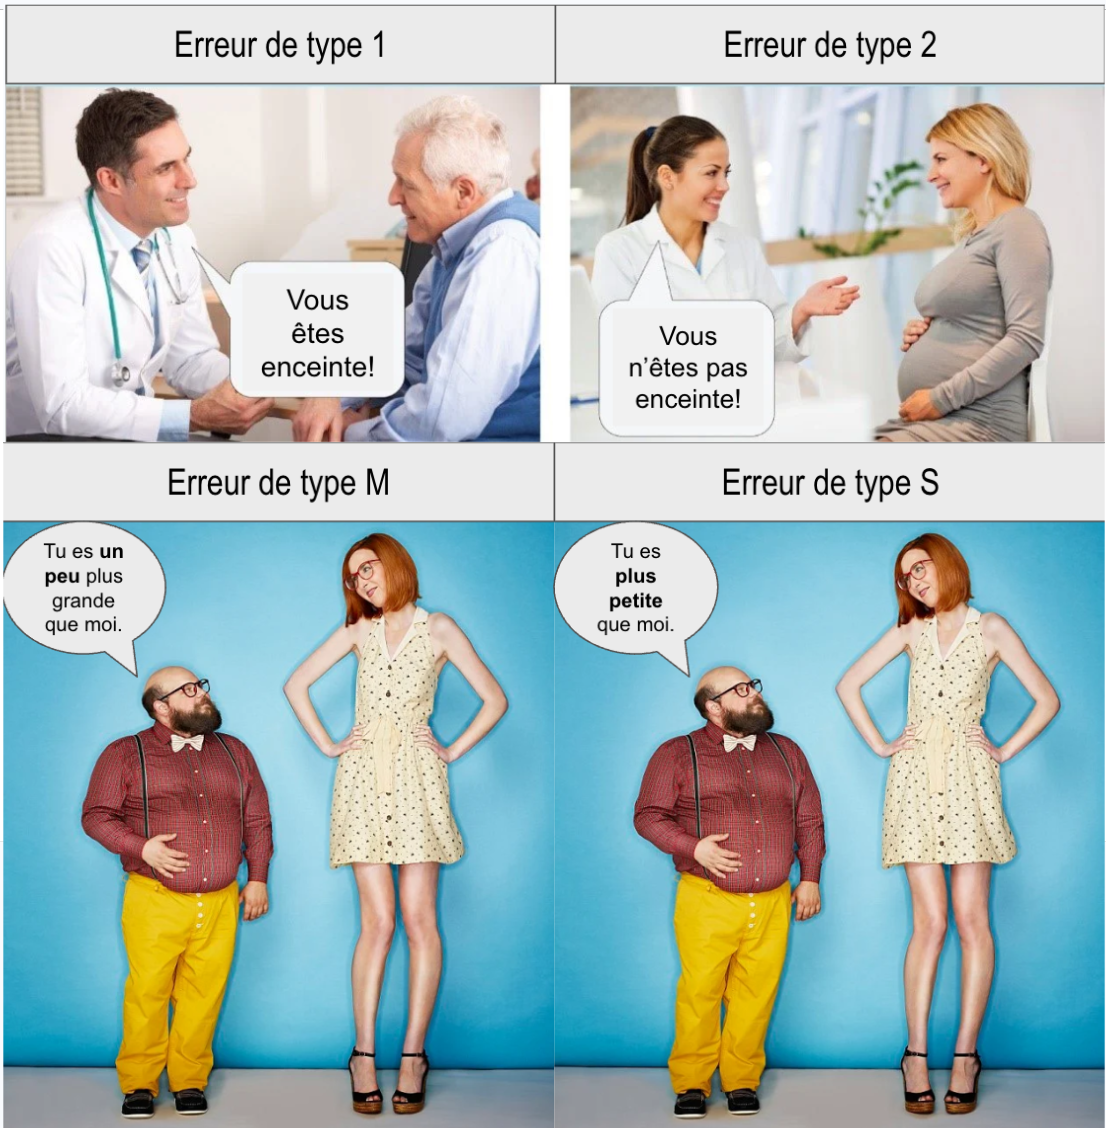 Erreur de type 1
Erreur de type 2
Vous
êtes
enceinte!
Vous
n'êtes pas
enceinte!
Erreur de type M
Erreur de type S
Tu es un
peu plus
grande
que moi.
Tu es
plus
petite
que moi.